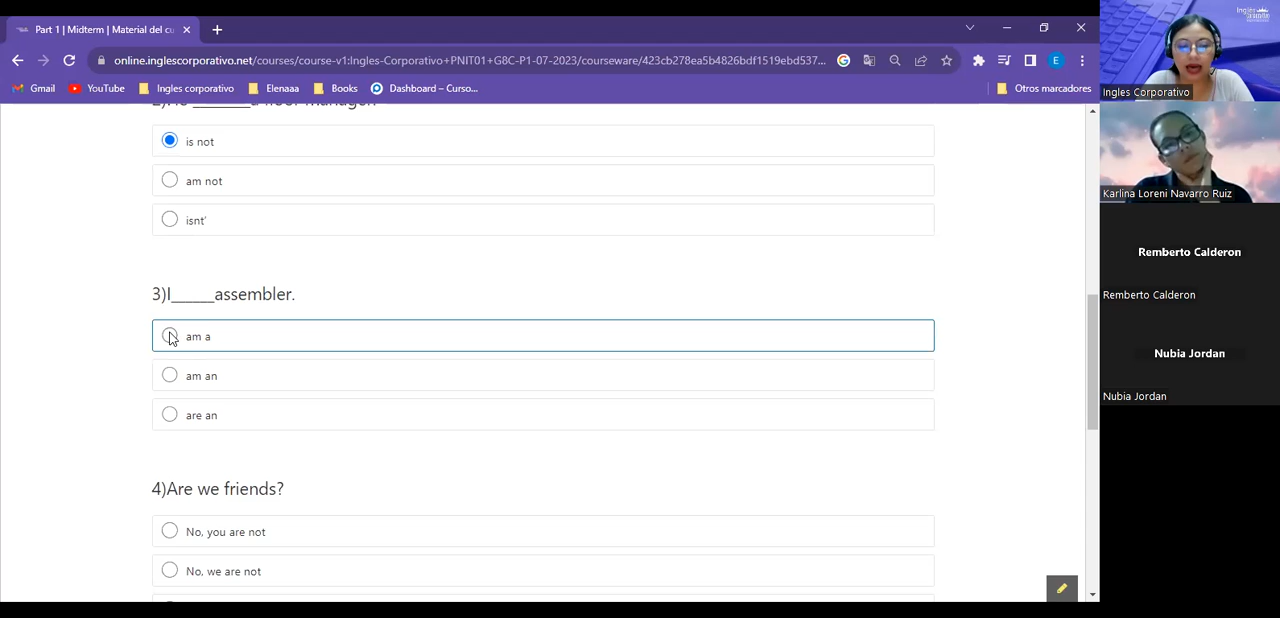 Part 1 | Midterm | Material del cu
online.inglescorporativo.net/courses/course-v1:Ingles-Corporativo+PNIT01+G8C-P1-07-2023/courseware/423cb278ea5b4826bdf1519ebd537...
E
Gmail
YouTube
Ingles corporativo
Elenaaa
Books
Dashboard – Curso...
Otros marcadores
is not
am not
isnt'
3)I______assembler.
am a
am an
are an
4)Are we friends?
No, you are not
No, we are not
Ingles Corporativo
Karlina Loreni Navarro Ruiz
Remberto Calderon
Remberto Calderon
Nubia Jordan
Nubia Jordan